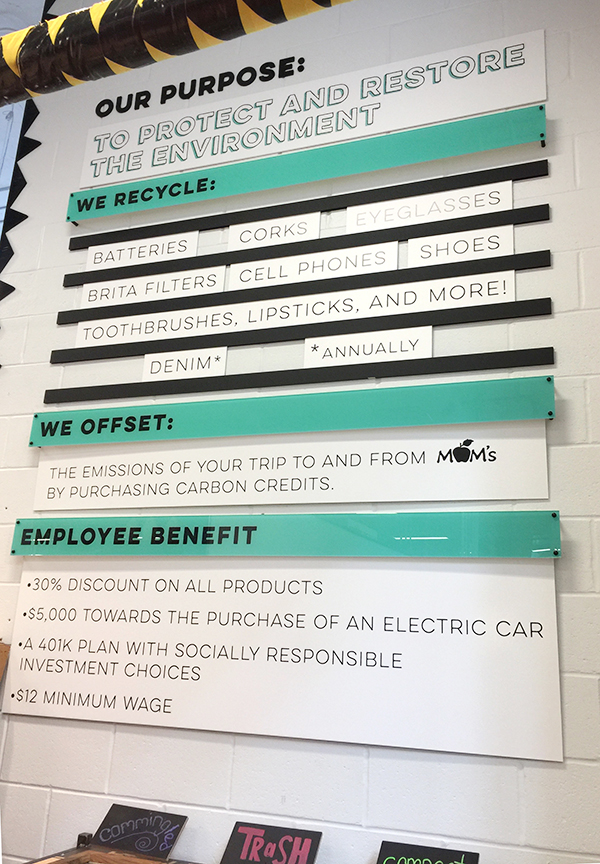 OUR PURPOSE:
TO PROTECT AND RESTORE
THE ENVIRONMENT
WE RECYCLE:
BATTERIES CORKS EYEGLASSES
BRITA FILTERS CELL PHONES SHOES
TOOTHBRUSHES, LIPSTICKS, AND MORE!
DENIM* *ANNUALLY
WE OFFSET:
THE EMISSIONS OF YOUR TRIP TO AND FROM MOM's
BY PURCHASING CARBON CREDITS.
EMPLOYEE BENEFIT
•30% DISCOUNT ON ALL PRODUCTS
•$5,000 TOWARDS THE PURCHASE OF AN ELECTRIC CAR
•A 401K PLAN WITH SOCIALLY RESPONSIBLE
INVESTMENT CHOICES
•$12 MINIMUM WAGE
commingled
TRASH
compost